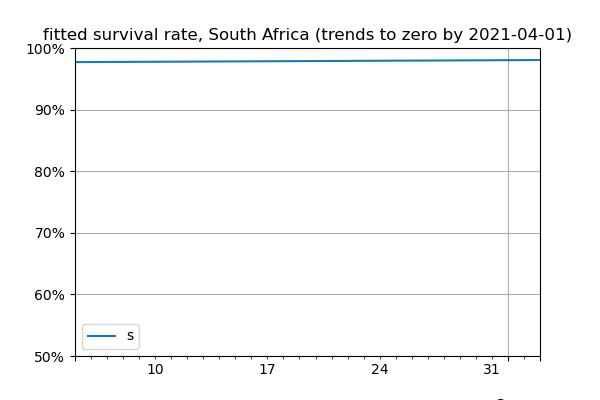 fitted survival rate, South Africa (trends to zero by 2021-04-01)
100%
90%
80%
70%
60%
50%
s
10 17 24 31